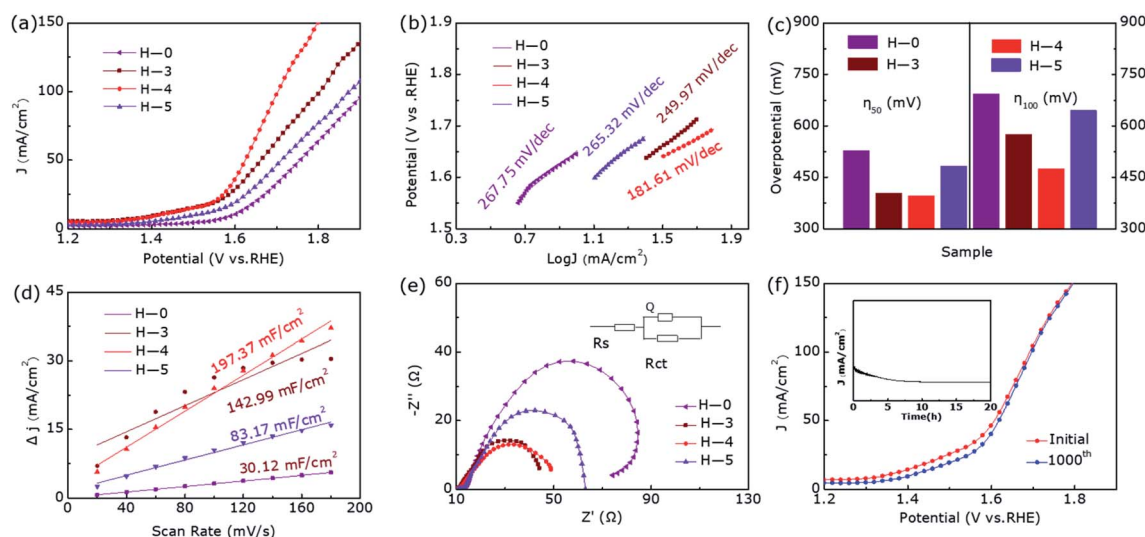 (a)
150
100
50
0
J (mA/cm²)
H—0
H—3
H—4
H—5
1.2
1.4
1.6
1.8
Potential (V vs.RHE)
(b)
1.9
1.8
1.7
1.6
1.5
Potential (V vs .RHE)
H—0
H—3
H—4
H—5
267.75 mV/dec
265.32 mV/dec
249.97 mV/dec
181.61 mV/dec
0.3
0.7
1.1
1.5
1.9
LogJ (mA/cm²)
(c)
900
750
600
450
300
Overpotential (mV)
H—0
H—3
H—4
H—5
η₅₀ (mV)
η₁₀₀ (mV)
900
750
600
450
300
Sample
(d)
60
45
30
15
0
Δ j (mA/cm²)
H—0
H—3
H—4
H—5
197.37 mF/cm²
142.99 mF/cm²
83.17 mF/cm²
30.12 mF/cm²
0
40
80
120
160
200
Scan Rate (mV/s)
(e)
60
40
20
0
-Z'' (Ω)
Q
Rs
Rct
H—0
H—3
H—4
H—5
10
40
70
100
130
Z' (Ω)
(f)
150
100
50
0
J (mA/cm²)
J (mA/cm²)
0
5
10
15
20
Time(h)
Initial
1000th
1.2
1.4
1.6
1.8
Potential (V vs.RHE)